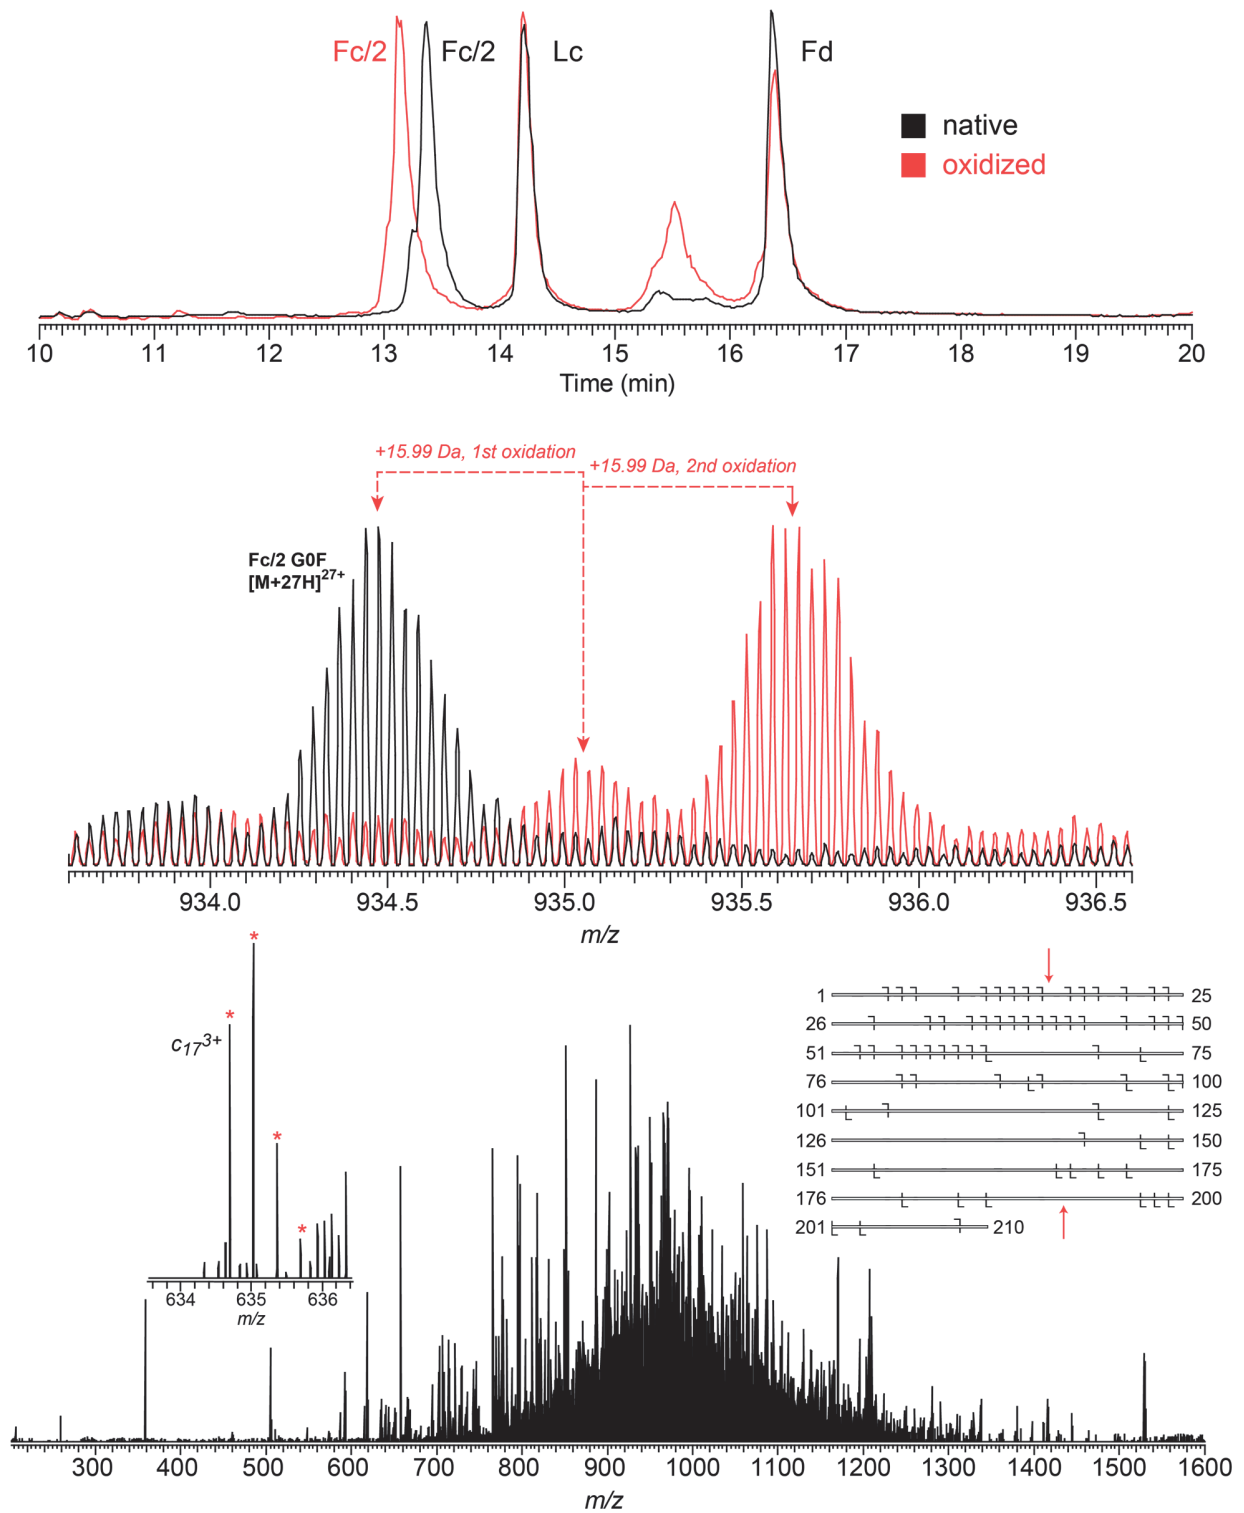 Fc/2 Fc/2 Lc Fd
native
oxidized
10 11 12 13 14 15 16 17 18 19 20
Time (min)
+15.99 Da, 1st oxidation
+15.99 Da, 2nd oxidation
Fc/2 G0F
[M+27H]27+
934.0 934.5 935.0 935.5 936.0 936.5
m/z
* *
c173+
* *
634 635 636
m/z
1 25
26 50
51 75
76 100
101 125
126 150
151 175
176 200
201 210
300 400 500 600 700 800 900 1000 1100 1200 1300 1400 1500 1600
m/z